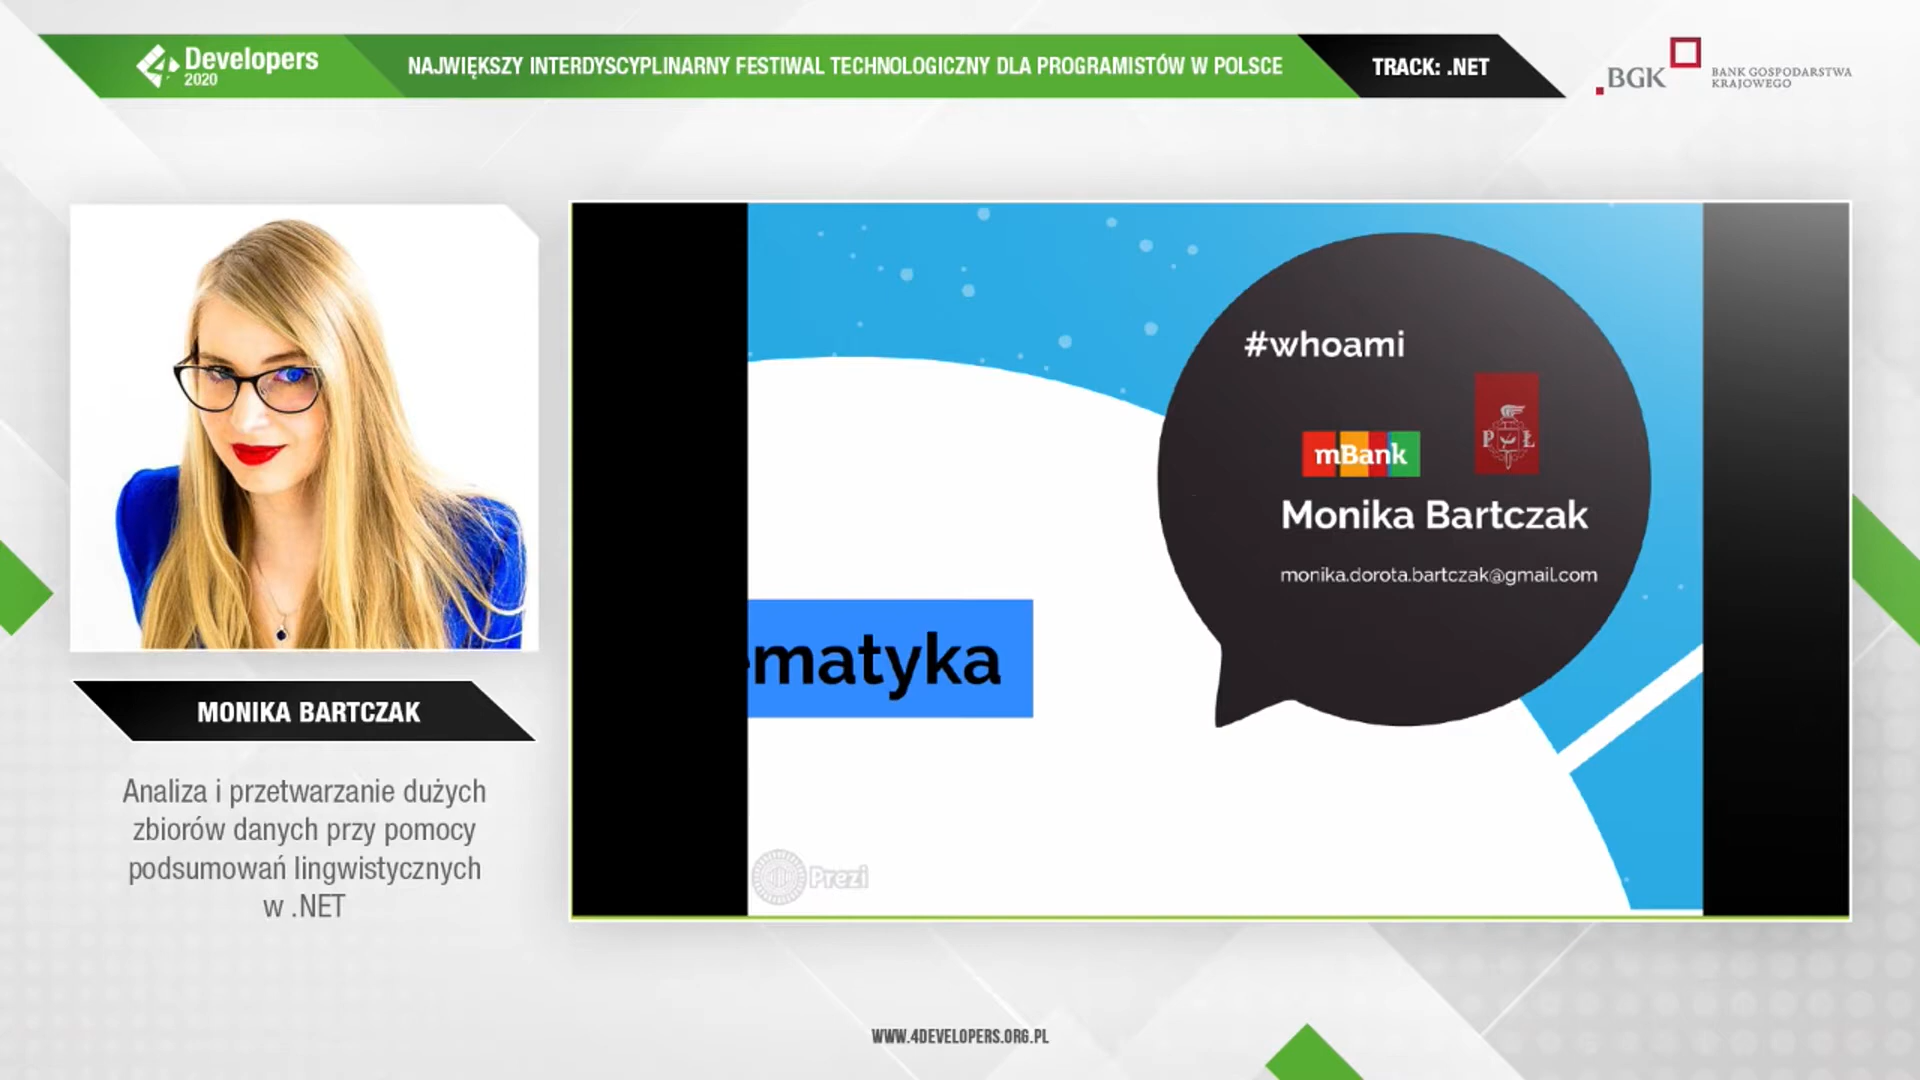 4Developers
2020
NAJWIĘKSZY INTERDYSCYPLINARNY FESTIWAL TECHNOLOGICZNY DLA PROGRAMISTÓW W POLSCE
TRACK: .NET
BGK
BANK GOSPODARSTWA
KRAJOWEGO
MONIKA BARTCZAK
Analiza i przetwarzanie dużych
zbiorów danych przy pomocy
podsumowań lingwistycznych
w .NET
#whoami
mBank
P Ł
Monika Bartczak
monika.dorota.bartczak@gmail.com
ematyka
Prezi
WWW.4DEVELOPERS.ORG.PL